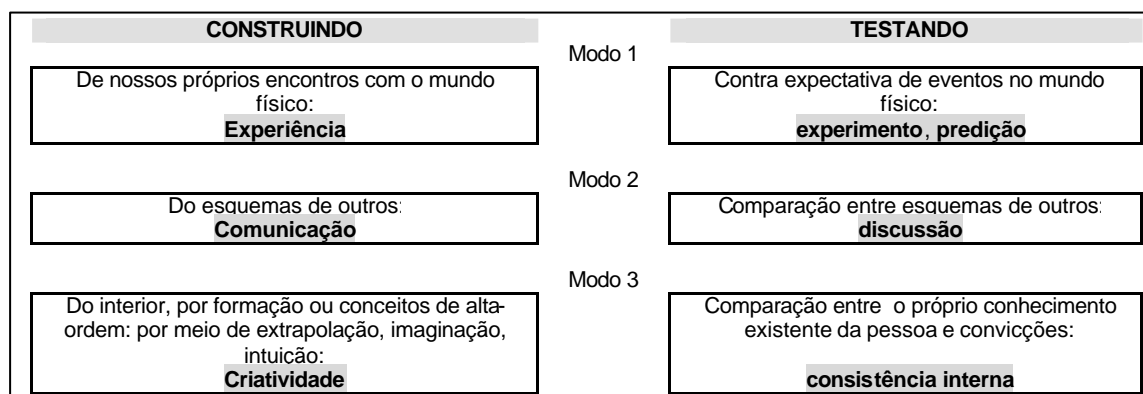 CONSTRUINDO
TESTANDO
Modo 1
De nossos próprios encontros com o mundo
físico:
Experiência
Contra expectativa de eventos no mundo
físico:
experimento, predição
Modo 2
Do esquemas de outros:
Comunicação
Comparação entre esquemas de outros:
discussão
Modo 3
Do interior, por formação ou conceitos de alta-
ordem: por meio de extrapolação, imaginação,
intuição:
Criatividade
Comparação entre o próprio conhecimento
existente da pessoa e convicções:
consistência interna